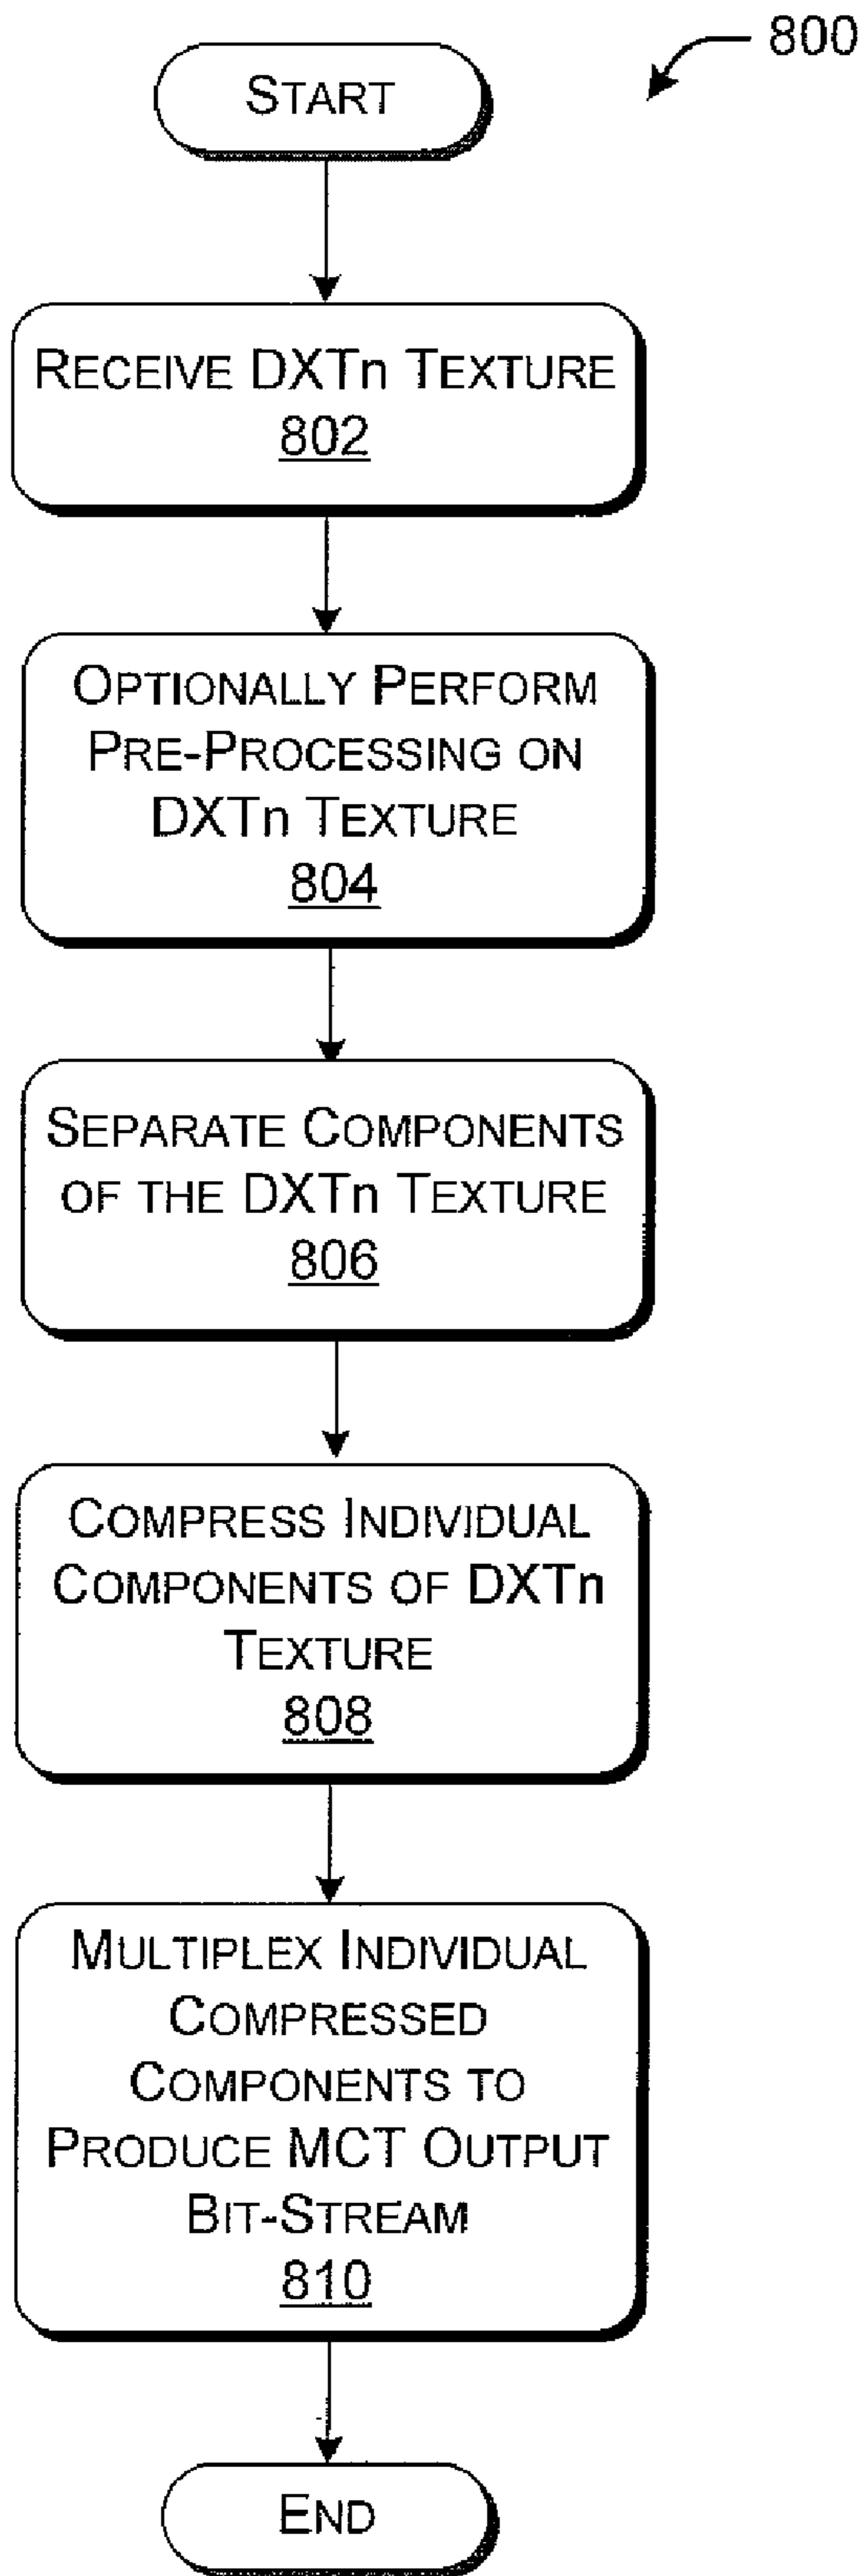 800
START
RECEIVE DXTn TEXTURE
802
OPTIONALLY PERFORM
PRE-PROCESSING ON
DXTn TEXTURE
804
SEPARATE COMPONENTS
OF THE DXTn TEXTURE
806
COMPRESS INDIVIDUAL
COMPONENTS OF DXTn
TEXTURE
808
MULTIPLEX INDIVIDUAL
COMPRESSED
COMPONENTS TO
PRODUCE MCT OUTPUT
BIT-STREAM
810
END